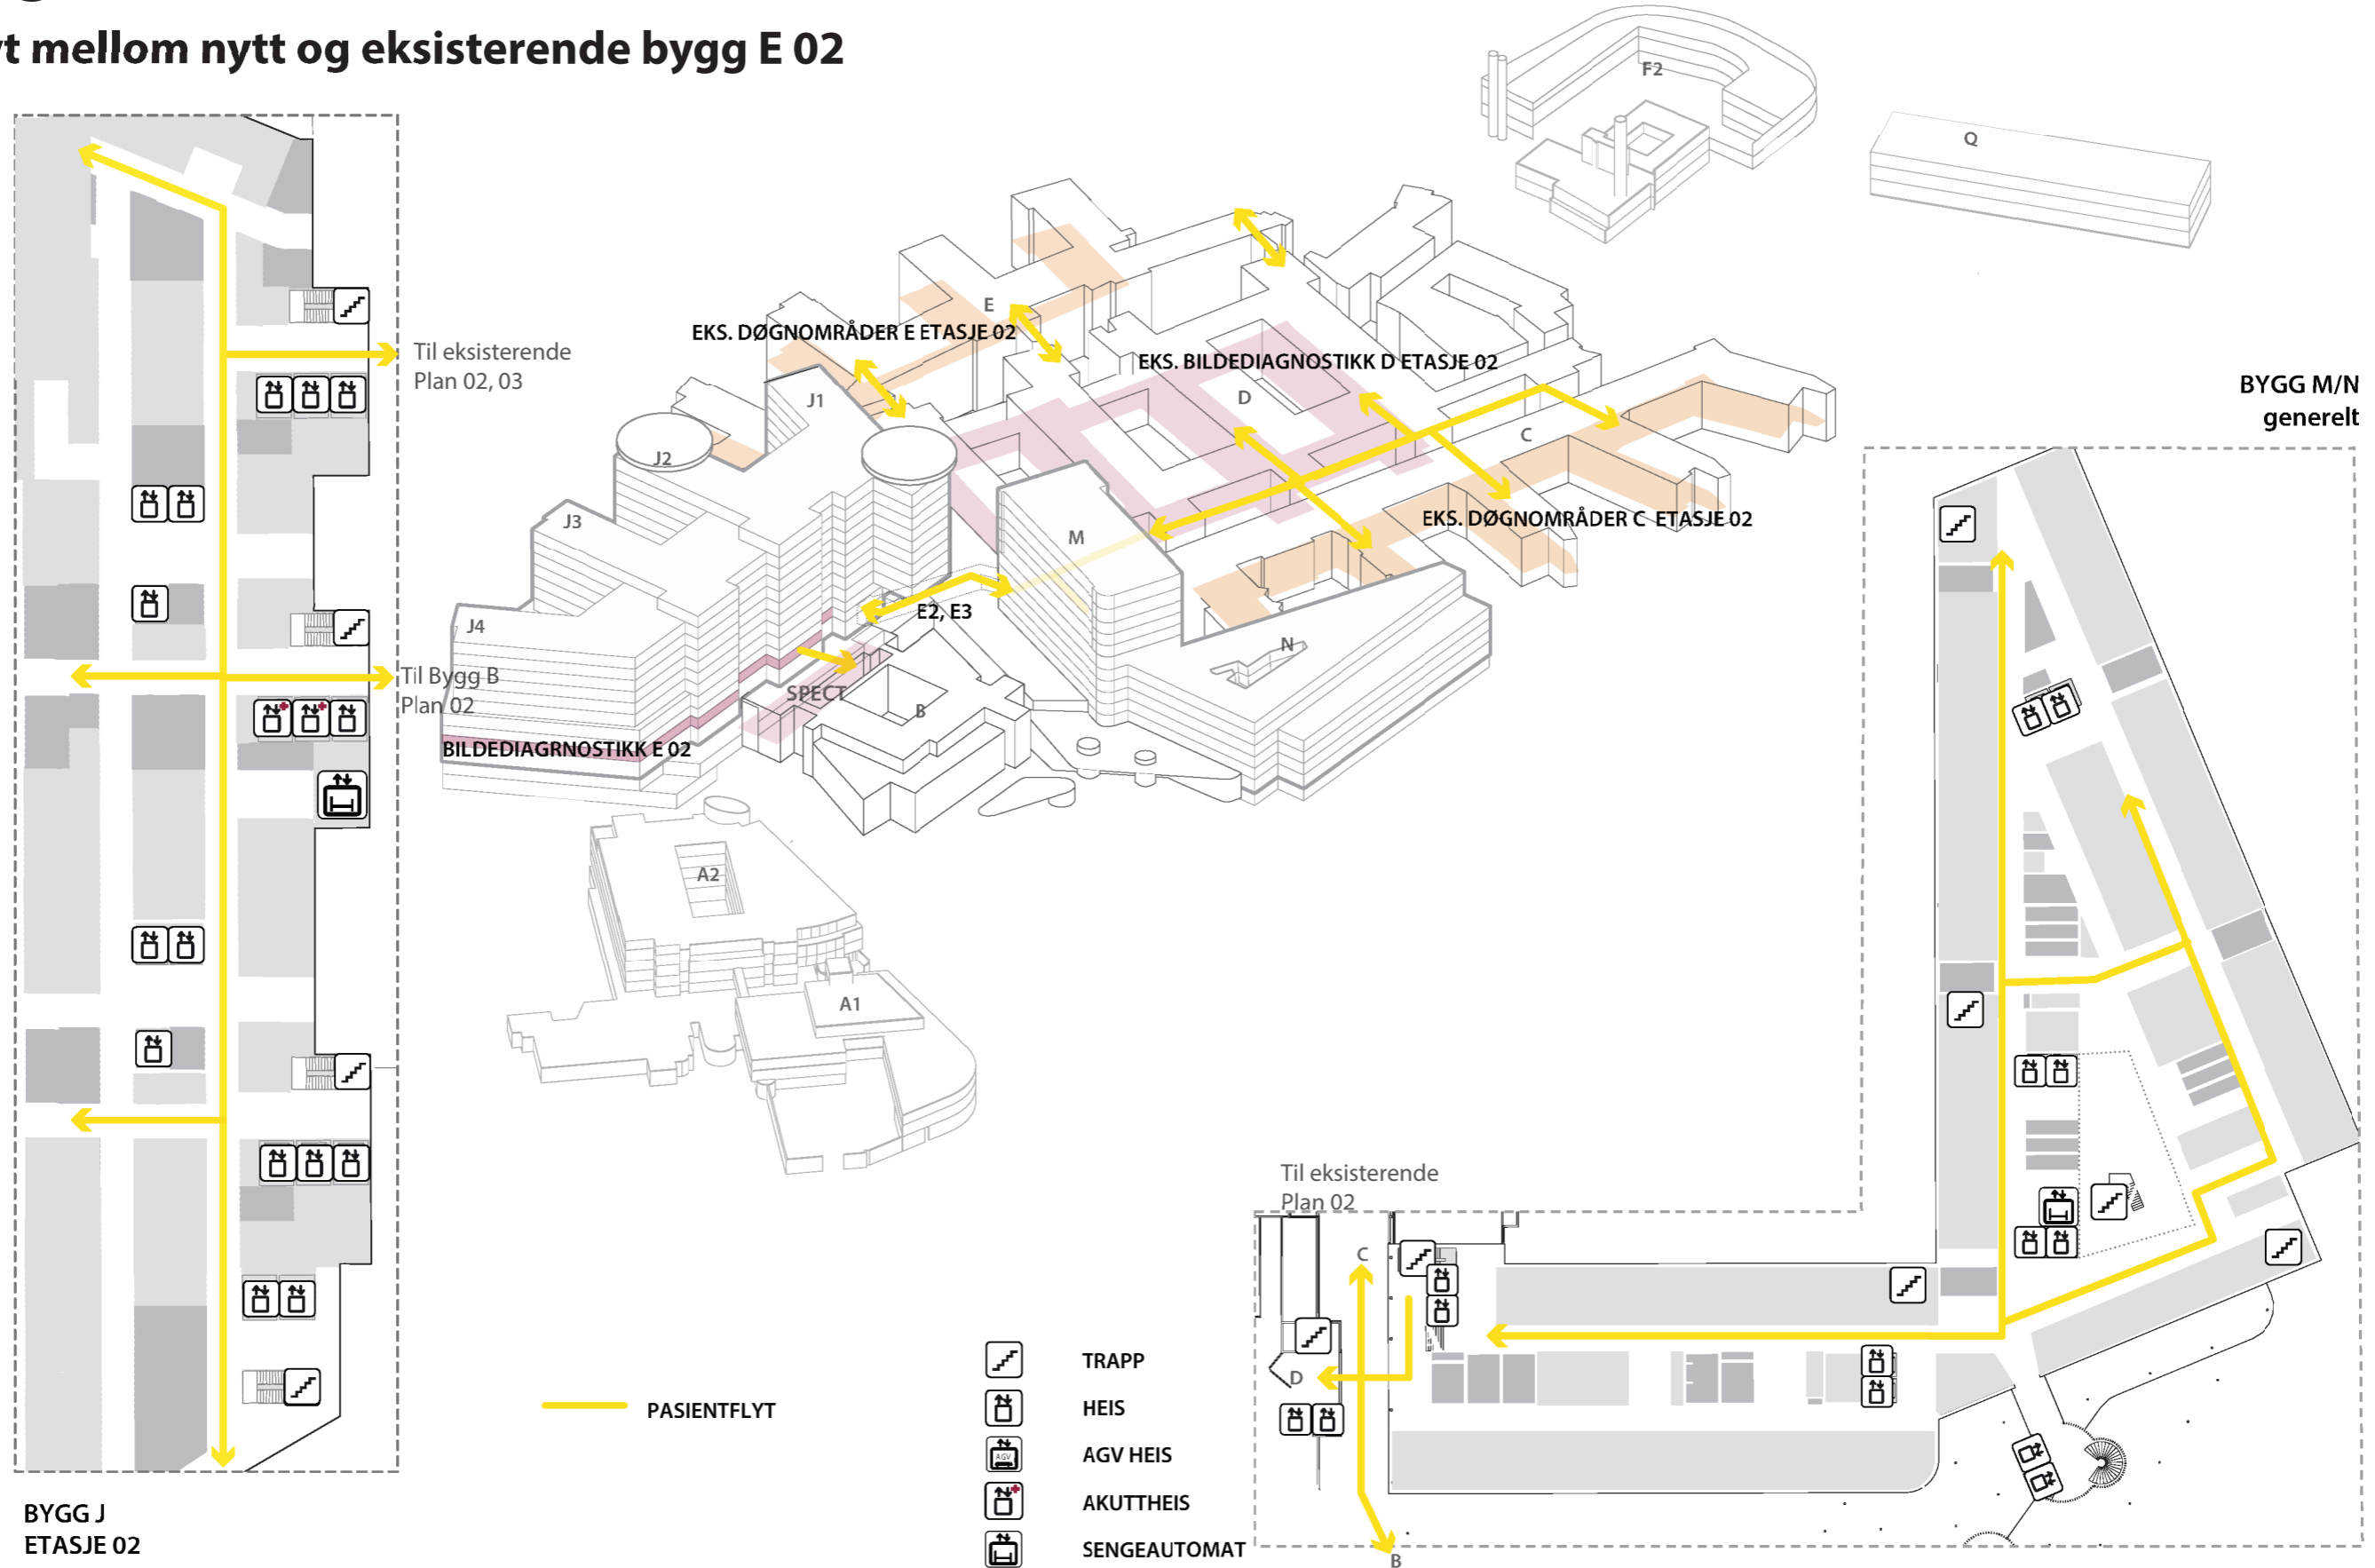 mellom nytt og eksisterende bygg E 02
F2
Q
E
EKS. DØGNOMRÅDER E ETASJE 02
EKS. BILDEDIAGNOSTIKK D ETASJE 02
Til eksisterende
Plan 02, 03
BYGG M/N
generelt
J1
D
C
J2
J3
M
EKS. DØGNOMRÅDER C ETASJE 02
E2, E3
J4
N
Til Bygg B
Plan 02
SPECT
B
BILDEDIAGRNOSTIKK E 02
A2
A1
Til eksisterende
Plan 02
C
D
B
PASIENTFLYT
TRAPP
HEIS
AGV
AGV HEIS
AKUTTHEIS
SENGEAUTOMAT
BYGG J
ETASJE 02